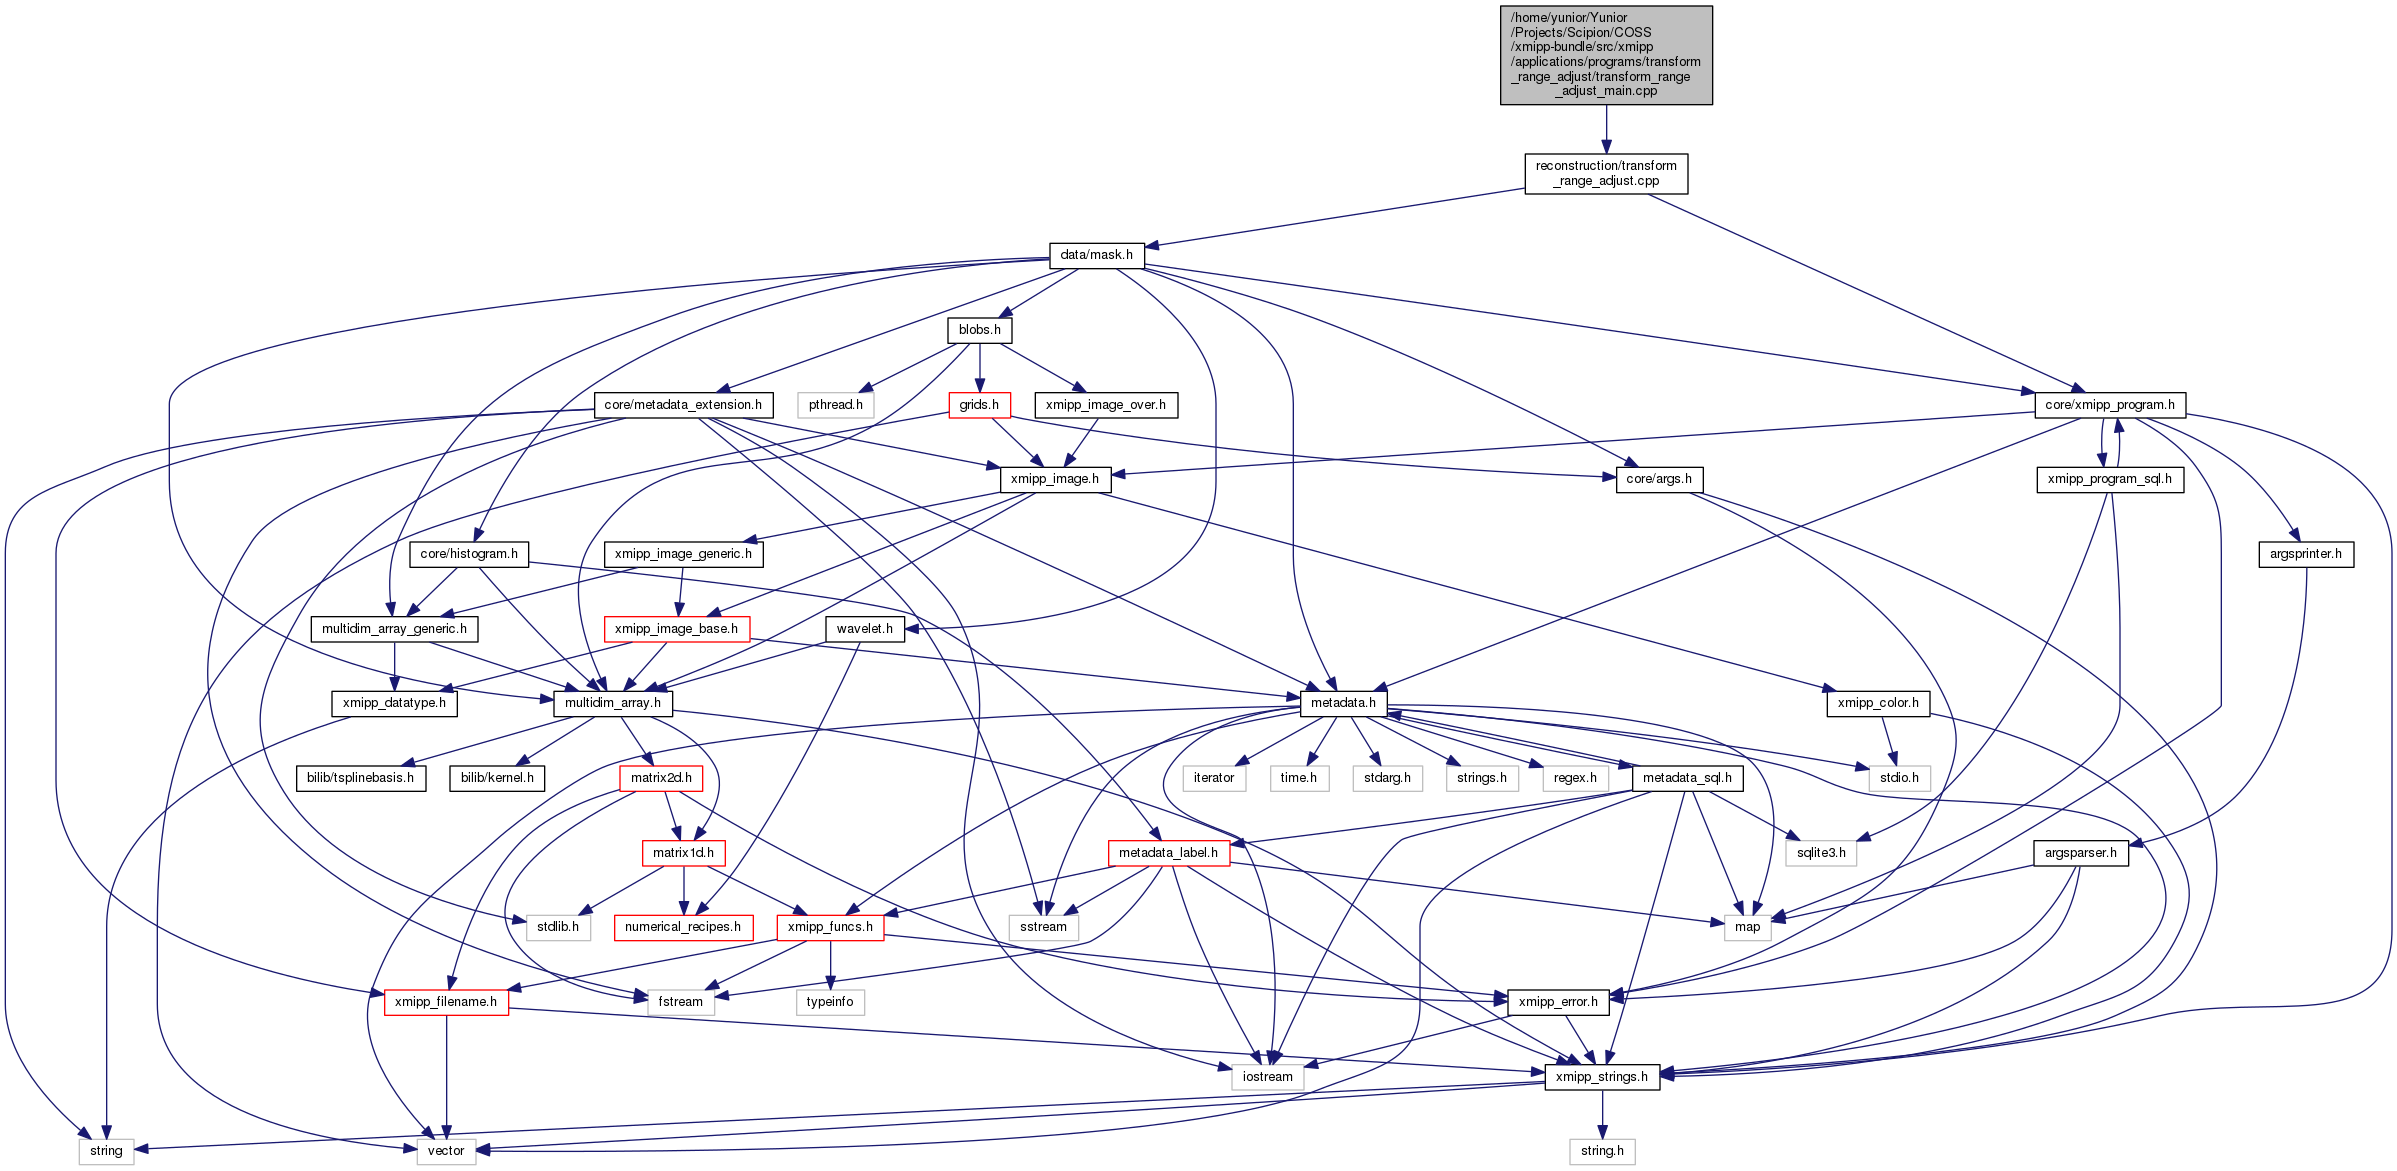 /home/yunior/Yunior
/Projects/Scipion/COSS
/xmipp-bundle/src/xmipp
/applications/programs/transform
_range_adjust/transform_range
_adjust_main.cpp
reconstruction/transform
_range_adjust.cpp
data/mask.h
blobs.h
core/metadata_extension.h
pthread.h
grids.h
xmipp_image_over.h
core/xmipp_program.h
xmipp_image.h
core/args.h
xmipp_program_sql.h
core/histogram.h
xmipp_image_generic.h
argsprinter.h
multidim_array_generic.h
xmipp_image_base.h
wavelet.h
xmipp_datatype.h
multidim_array.h
metadata.h
xmipp_color.h
bilib/tsplinebasis.h
bilib/kernel.h
matrix2d.h
iterator
time.h
stdarg.h
strings.h
regex.h
metadata_sql.h
stdio.h
matrix1d.h
metadata_label.h
sqlite3.h
argsparser.h
stdlib.h
numerical_recipes.h
xmipp_funcs.h
sstream
map
xmipp_filename.h
fstream
typeinfo
xmipp_error.h
iostream
xmipp_strings.h
string
vector
string.h